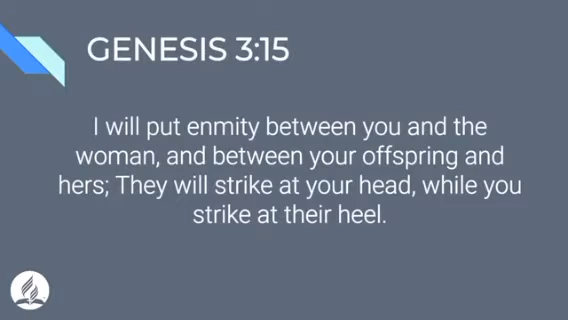 GENESIS 3:15
I will put enmity between you and the
woman, and between your offspring and
hers; They will strike at your head, while you
strike at their heel.